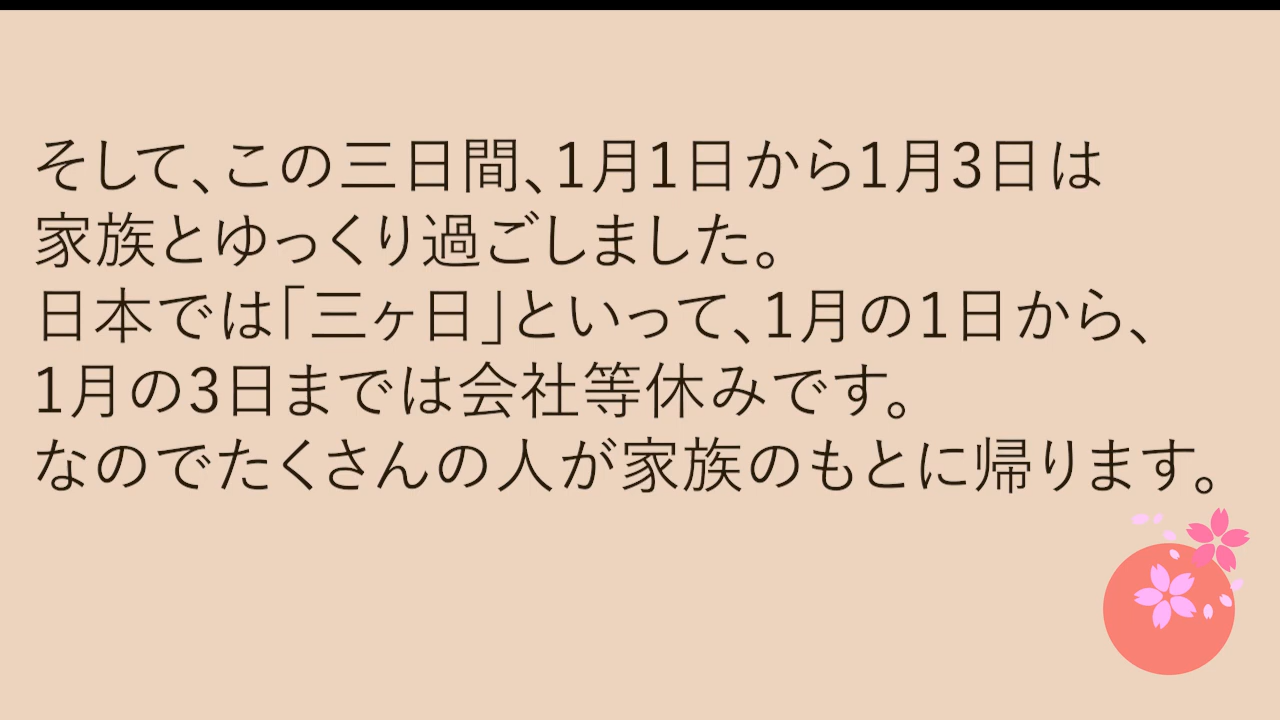 そして、この三日間、1月1日から1月3日は
家族とゆっくり過ごしました。
日本では「三ヶ日」といって、1月の1日から、
1月の3日までは会社等休みです。
なのでたくさんの人が家族のもとに帰ります。